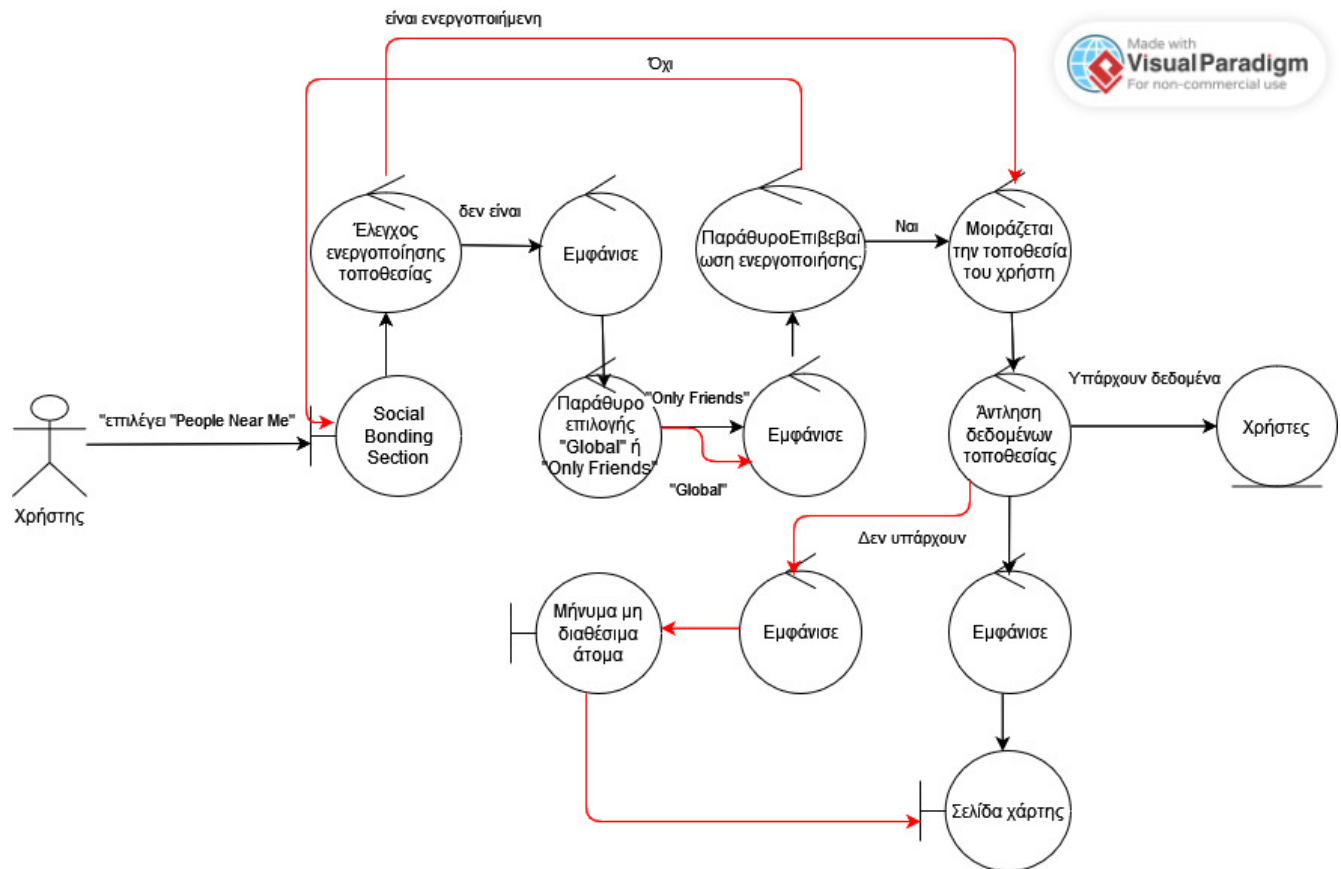 είναι ενεργοποιήμενη
Made with
Visual Paradigm
For non-commercial use
Όχι
δεν είναι
Έλεγχος
ενεργοποίησης
τοποθεσίας
Εμφάνισε
ΠαράθυροΕπιβεβαί
ωση ενεργοποιήσης;
Ναι
Μοιράζεται
την τοποθεσία
του χρήστη
"επιλέγει "People Near Me"
Social
Bonding
Section
Παράθυρο
επιλογής
"Global" ή
"Only Friends"
"Only Friends"
"Global"
Εμφάνισε
Άντληση
δεδομένων
τοποθεσίας
Υπάρχουν δεδομένα
Χρήστες
Χρήστης
Δεν υπάρχουν
Μήνυμα μη
διαθέσιμα
άτομα
Εμφάνισε
Εμφάνισε
Σελίδα χάρτης